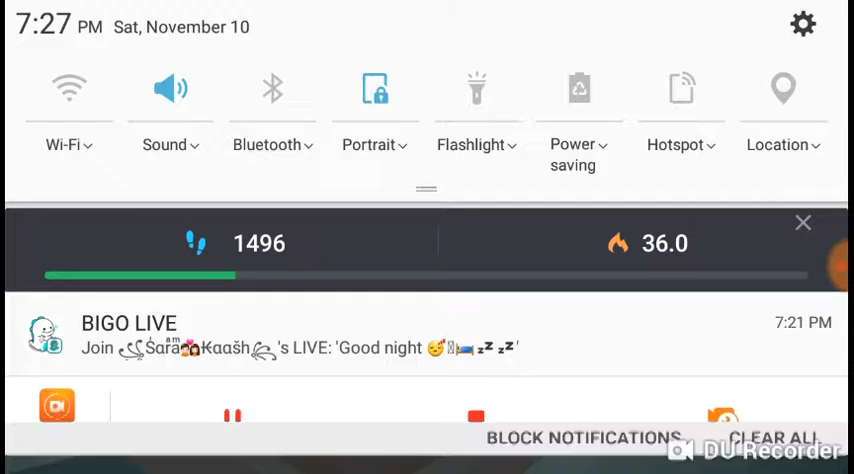 7:27 PM Sat, November 10
Wi-Fi Sound Bluetooth Portrait Flashlight Power saving Hotspot Location
1496 36.0
BIGO LIVE 7:21 PM
Join 's LIVE: 'Good night 😴🛌 💤 💤'
BLOCK NOTIFICATIONS CLEAR ALL
DU Recorder